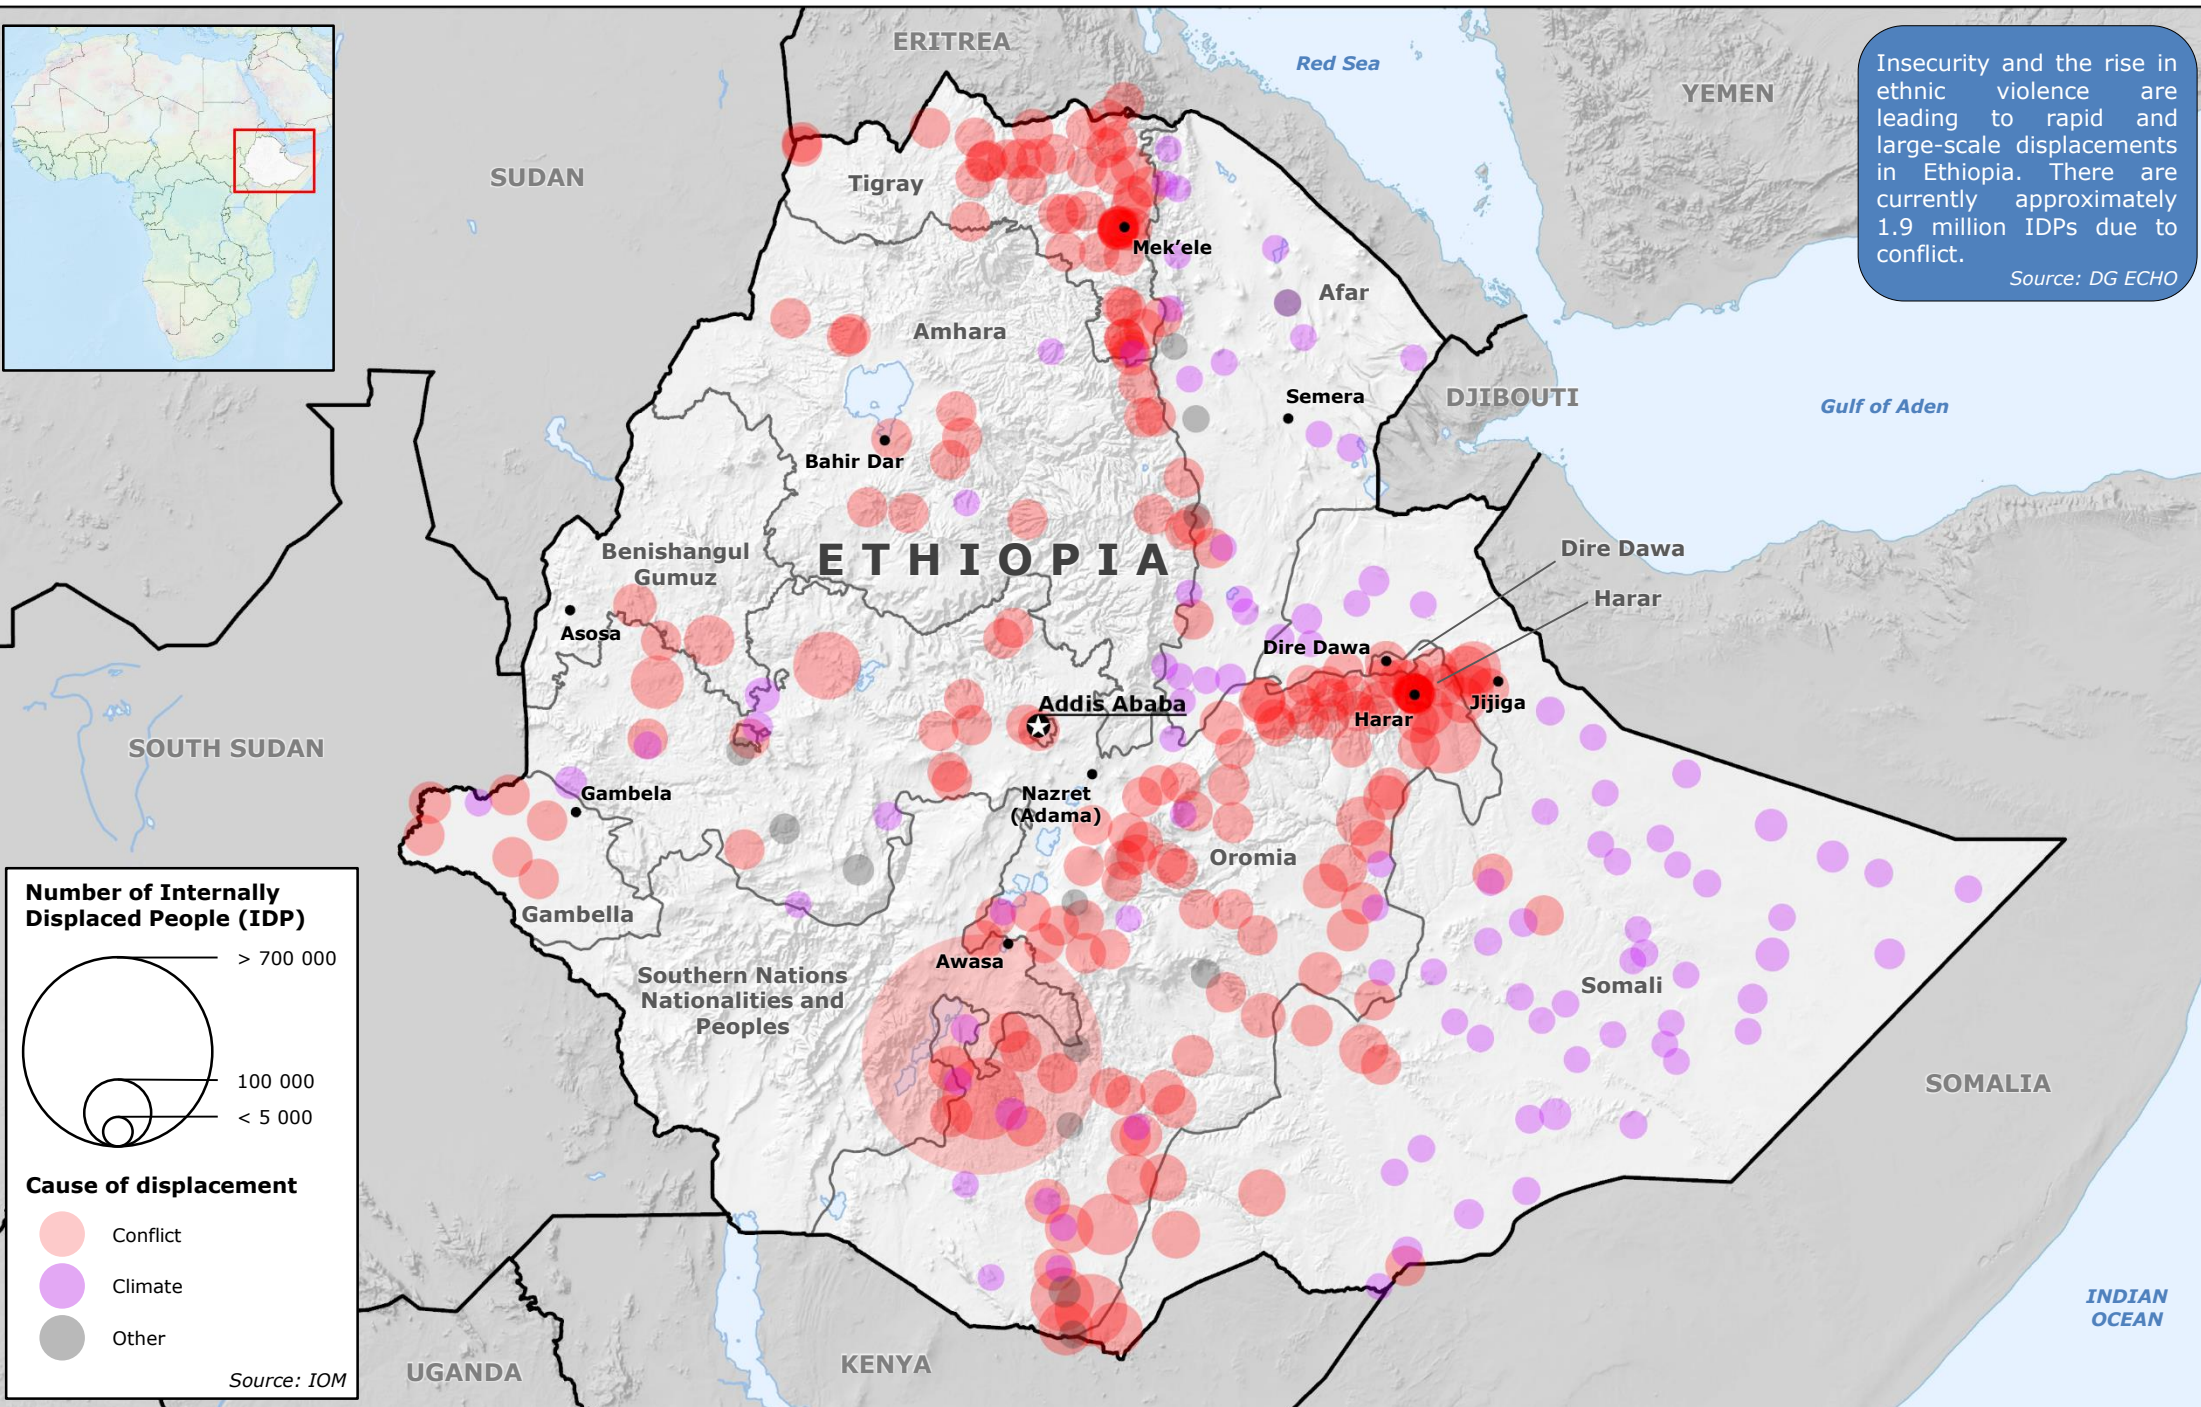 ERITREA
Red Sea
YEMEN
Insecurity and the rise in
ethnic violence are
leading to rapid and
large-scale displacements
in Ethiopia. There are
currently approximately
1.9 million IDPs due to
conflict.
Source: DG ECHO
SUDAN
Tigray
Mek'ele
Afar
Amhara
Semera
DJIBOUTI
Gulf of Aden
Bahir Dar
Benishangul
Gumuz
ETHIOPIA
Dire Dawa
Harar
Asosa
Dire Dawa
Addis Ababa
Harar
Jijiga
SOUTH SUDAN
Gambela
Nazret
(Adama)
Oromia
Gambella
Awasa
Southern Nations
Nationalities and
Peoples
Somali
SOMALIA
INDIAN
OCEAN
UGANDA
KENYA
Number of Internally
Displaced People (IDP)
> 700 000
100 000
< 5 000
Cause of displacement
Conflict
Climate
Other
Source: IOM